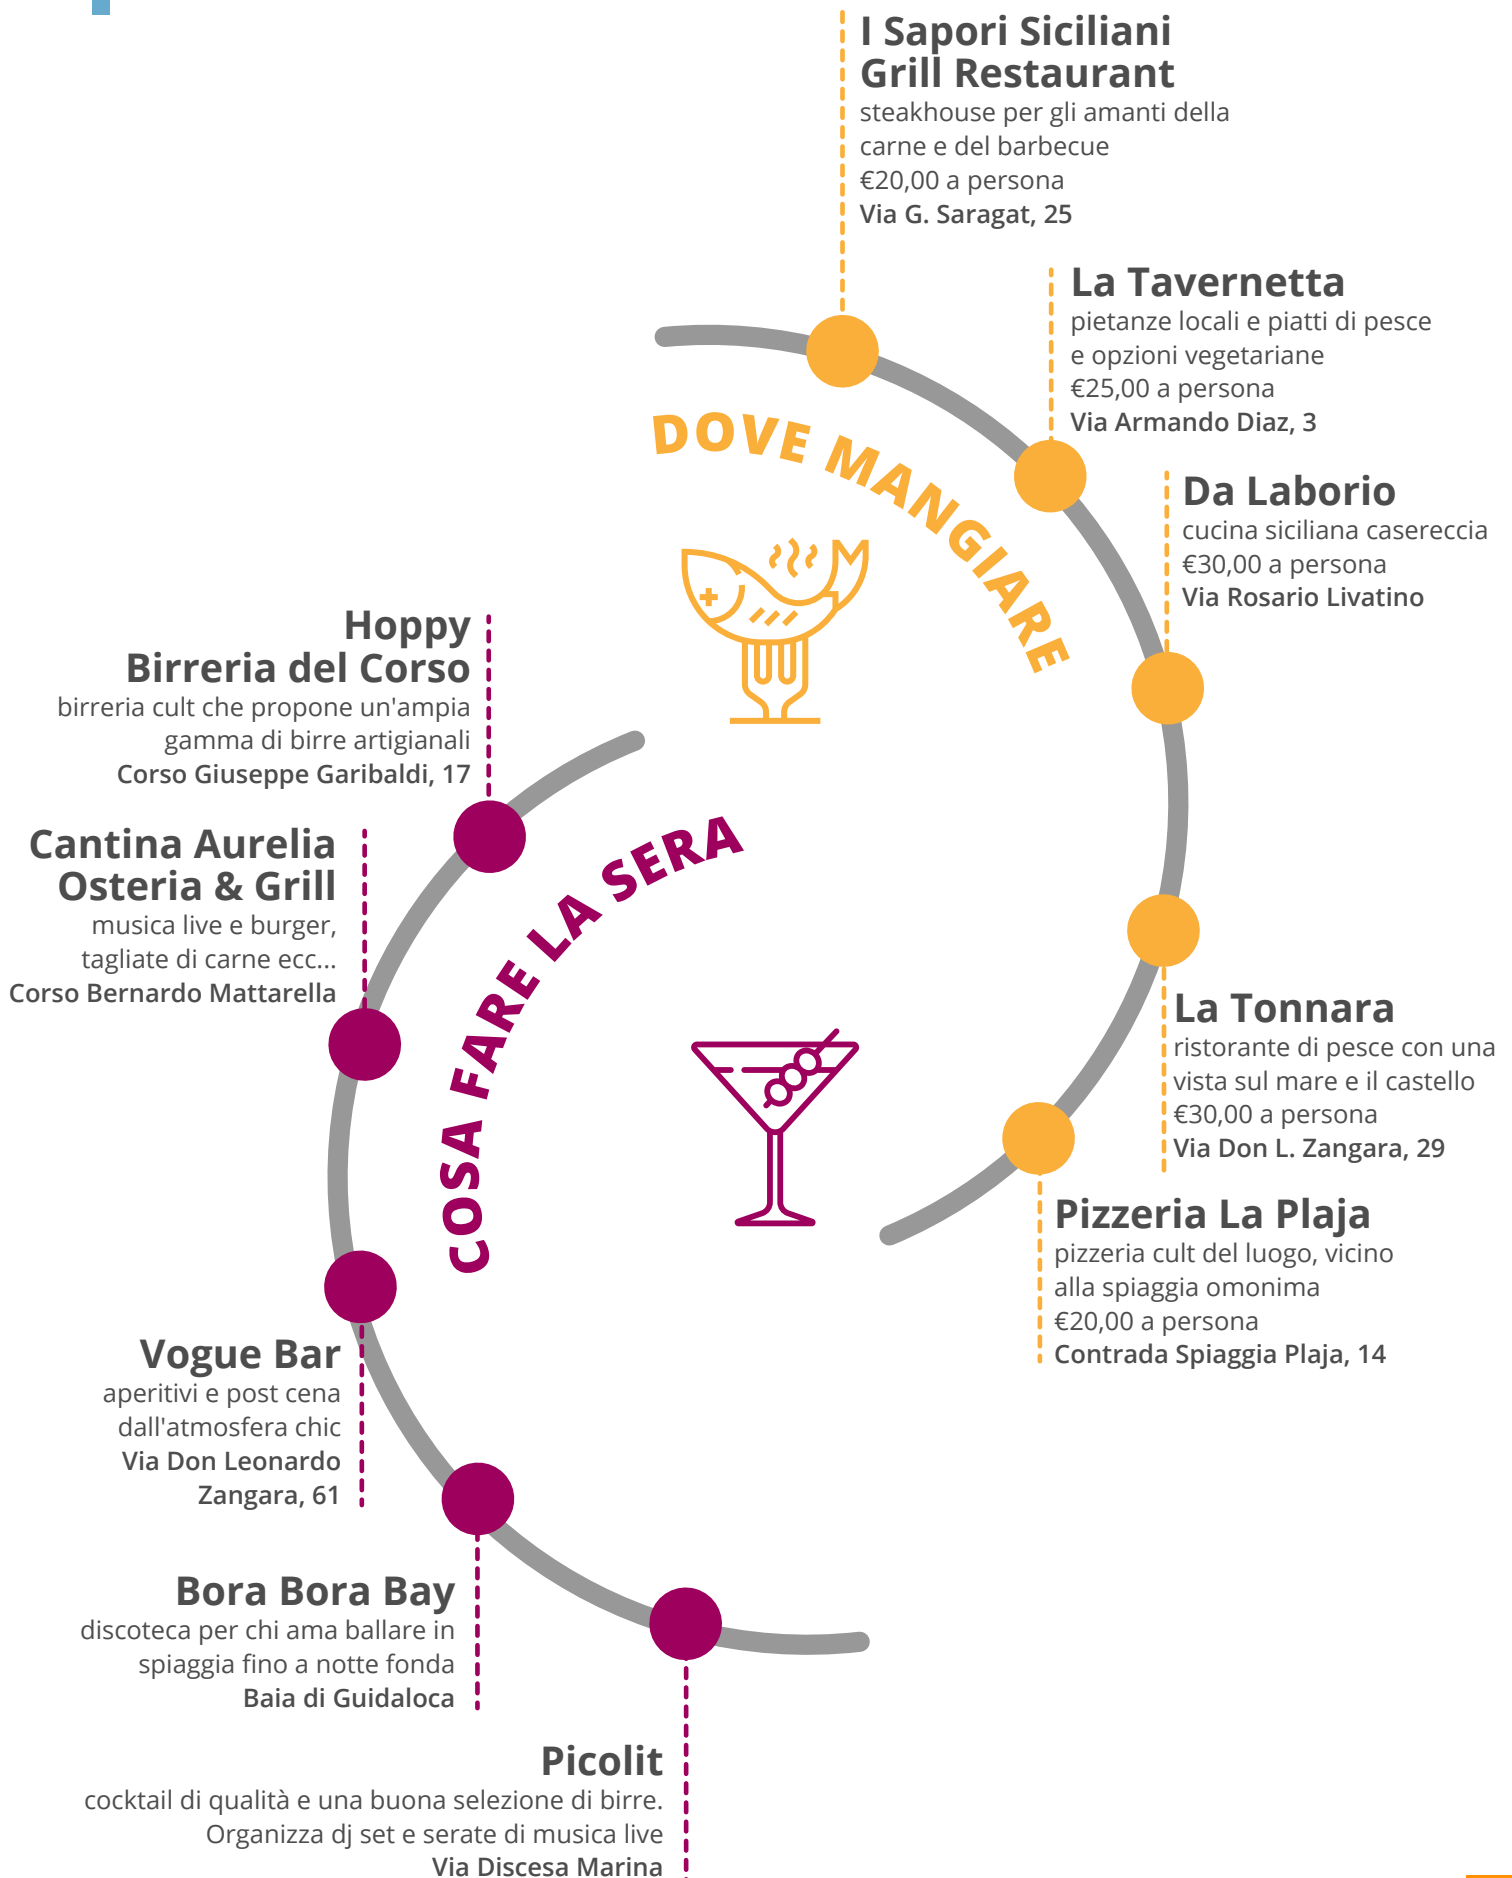 I Sapori Siciliani
Grill Restaurant
steakhouse per gli amanti della
carne e del barbecue
€20,00 a persona
Via G. Saragat, 25
La Tavernetta
pietanze locali e piatti di pesce
e opzioni vegetariane
€25,00 a persona
Via Armando Diaz, 3
DOVE MANGIARE
Da Laborio
cucina siciliana casereccia
€30,00 a persona
Via Rosario Livatino
La Tonnara
ristorante di pesce con una
vista sul mare e il castello
€30,00 a persona
Via Don L. Zangara, 29
Pizzeria La Plaja
pizzeria cult del luogo, vicino
alla spiaggia omonima
€20,00 a persona
Contrada Spiaggia Plaja, 14
Hoppy
Birreria del Corso
birreria cult che propone un'ampia
gamma di birre artigianali
Corso Giuseppe Garibaldi, 17
COSA FARE LA SERA
Cantina Aurelia
Osteria & Grill
musica live e burger,
tagliate di carne ecc...
Corso Bernardo Mattarella
Vogue Bar
aperitivi e post cena
dall'atmosfera chic
Via Don Leonardo
Zangara, 61
Bora Bora Bay
discoteca per chi ama ballare in
spiaggia fino a notte fonda
Baia di Guidaloca
Picolit
cocktail di qualità e una buona selezione di birre.
Organizza dj set e serate di musica live
Via Discesa Marina